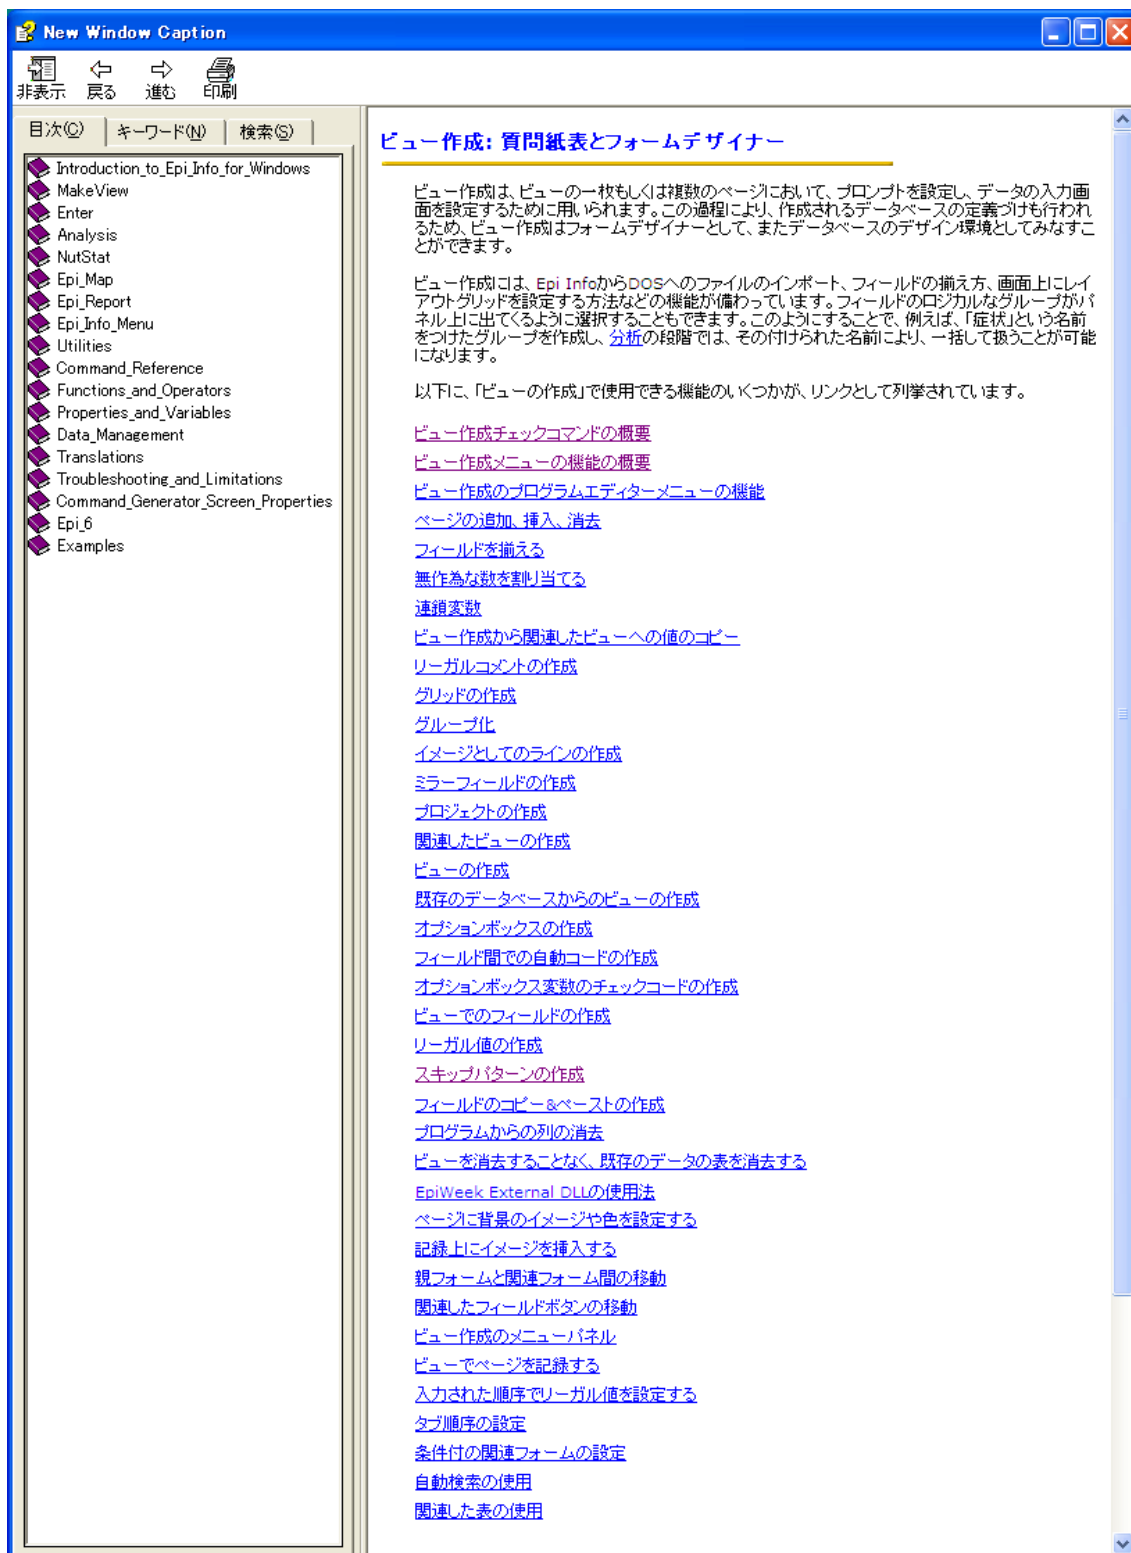 New Window Caption
非表示 戻る 進む 印刷
目次(C) キーワード(N) 検索(S)
Introduction_to_Epi_Info_for_Windows
MakeView
Enter
Analysis
NutStat
Epi_Map
Epi_Report
Epi_Info_Menu
Utilities
Command_Reference
Functions_and_Operators
Properties_and_Variables
Data_Management
Translations
Troubleshooting_and_Limitations
Command_Generator_Screen_Properties
Epi_6
Examples
ビュー作成: 質問紙表とフォームデザイナー
ビュー作成は、ビューの一枚もしくは複数のページにおいて、プロンプトを設定し、データの入力画
面を設定するために用いられます。この過程により、作成されるデータベースの定義づけも行われ
るため、ビュー作成はフォームデザイナーとして、またデータベースのデザイン環境としてみなすこ
とができます。
ビュー作成には、Epi InfoからDOSへのファイルのインポート、フィールドの揃え方、画面上にレイ
アウトグリッドを設定する方法などの機能が備わっています。フィールドのロジカルなグループがパ
ネル上に出てくるように選択することもできます。このようにすることで、例えば、「症状」という名前
をつけたグループを作成し、分析の段階では、その付けられた名前により、一括して扱うことが可能
になります。
以下に、「ビューの作成」で使用できる機能のいくつかが、リンクとして列挙されています。
ビュー作成チェックコマンドの概要
ビュー作成メニューの機能の概要
ビュー作成のプログラムエディターメニューの機能
ページの追加、挿入、消去
フィールドを揃える
無作為な数を割り当てる
連鎖変数
ビュー作成から関連したビューへの値のコピー
リーガルコメントの作成
グリッドの作成
グループ化
イメージとしてのラインの作成
ミラーフィールドの作成
プロジェクトの作成
関連したビューの作成
ビューの作成
既存のデータベースからのビューの作成
オプションボックスの作成
フィールド間での自動コードの作成
オプションボックス変数のチェックコードの作成
ビューでのフィールドの作成
リーガル値の作成
スキップパターンの作成
フィールドのコピー&ペーストの作成
プログラムからの列の消去
ビューを消去することなく、既存のデータの表を消去する
EpiWeek External DLLの使用法
ページに背景のイメージや色を設定する
記録上にイメージを挿入する
親フォームと関連フォーム間の移動
関連したフィールドボタンの移動
ビュー作成のメニューパネル
ビューでページを記録する
入力された順序でリーガル値を設定する
タブ順序の設定
条件付の関連フォームの設定
自動検索の使用
関連した表の使用